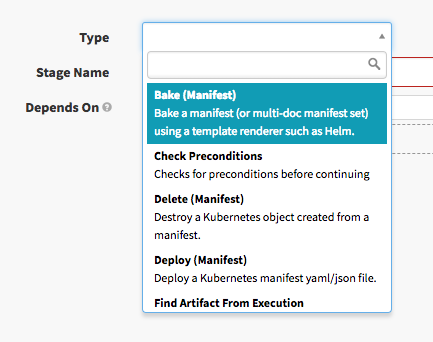 Type
Stage Name
Depends On
Bake (Manifest)
Bake a manifest (or multi-doc manifest set)
using a template renderer such as Helm.
Check Preconditions
Checks for preconditions before continuing
Delete (Manifest)
Destroy a Kubernetes object created from a
manifest.
Deploy (Manifest)
Deploy a Kubernetes manifest yaml/json file.
Find Artifact From Execution